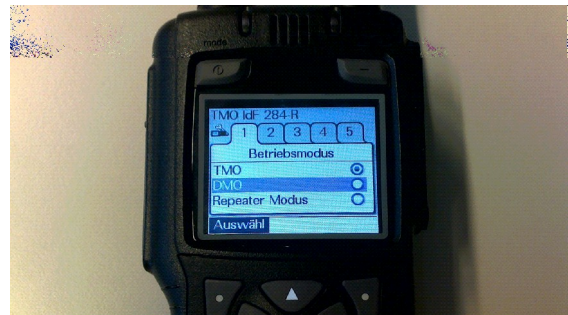 mode
TMO IdF 284-R
1 2 3 4 5
Betriebsmodus
TMO
DMO
Repeater Modus
Auswähl